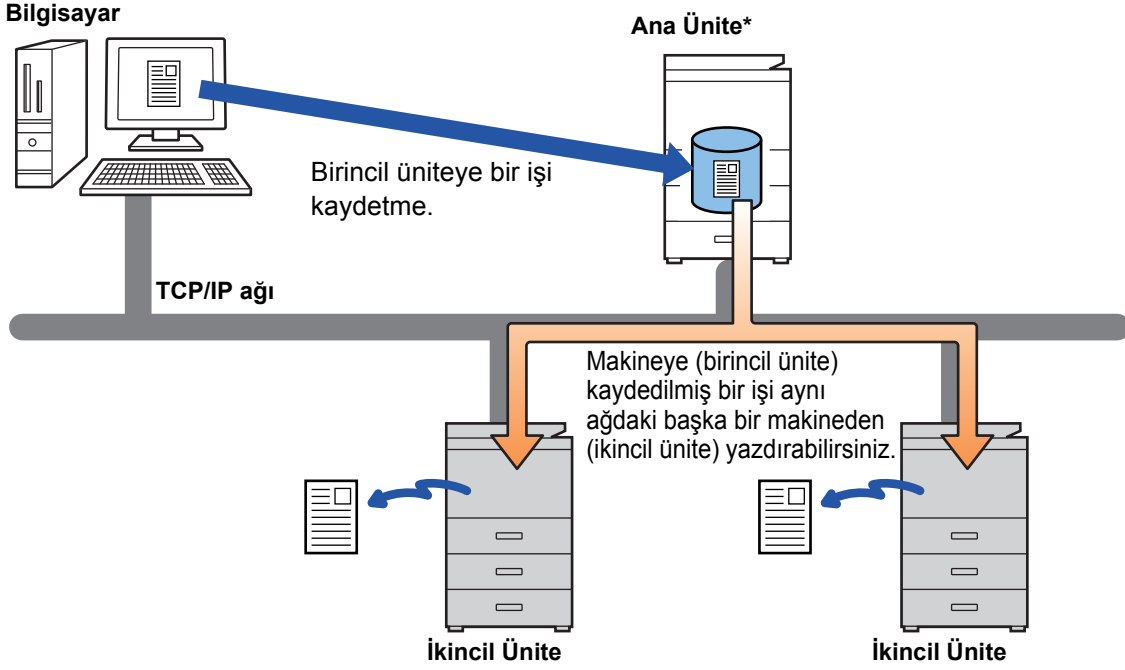 Bilgisayar
Ana Ünite*
Birincil üniteye bir işi
kaydetme.
TCP/IP ağı
Makineye (birincil ünite)
kaydedilmiş bir işi aynı
ağdaki başka bir makineden
(ikincil ünite) yazdırabilirsiniz.
İkincil Ünite
İkincil Ünite